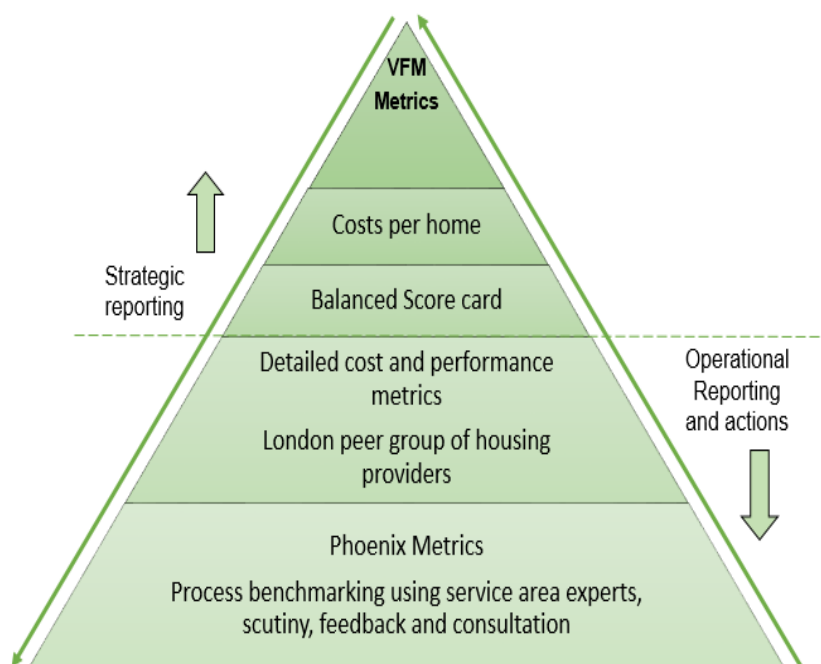 VFM
Metrics
Costs per home
Strategic
reporting
Balanced Score card
Detailed cost and performance
metrics
London peer group of housing
providers
Operational
Reporting
and actions
Phoenix Metrics
Process benchmarking using service area experts,
scutiny, feedback and consultation